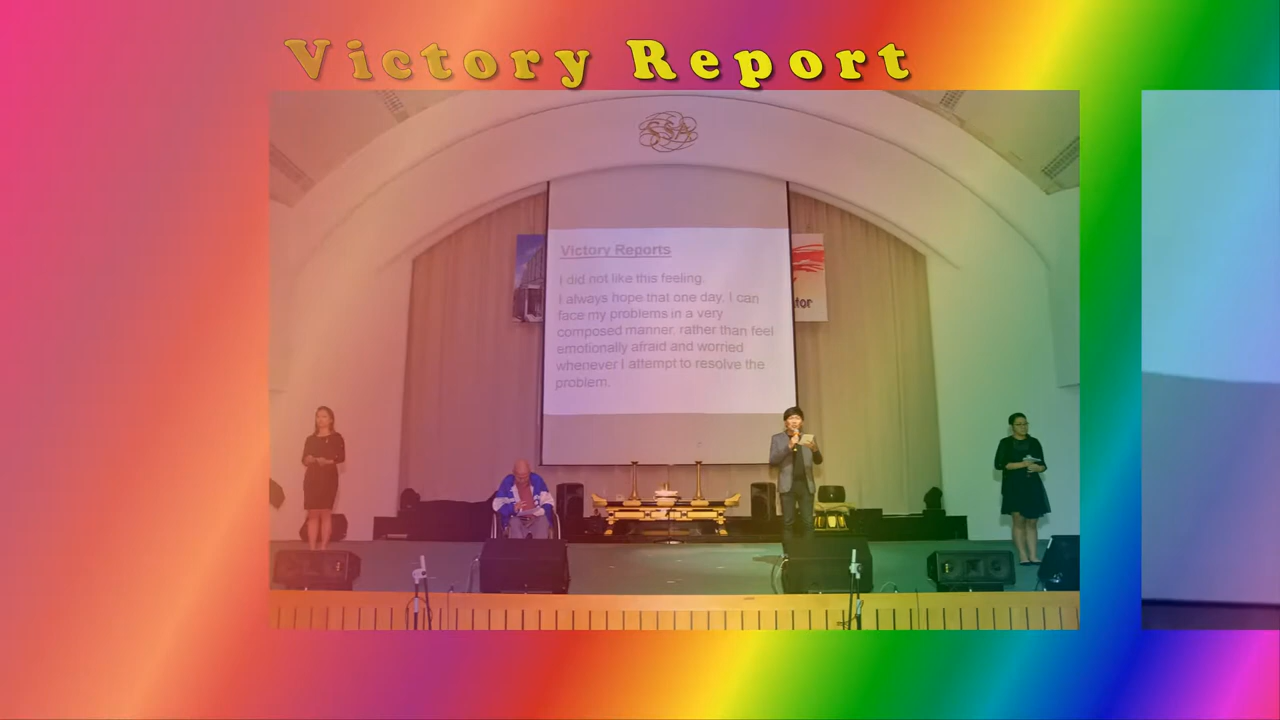 Victory Report
SSA
Victory Reports
I did not like this feeling.
I always hope that one day, I can
face my problems in a very
composed manner, rather than feel
emotionally afraid and worried
whenever I attempt to resolve the
problem.